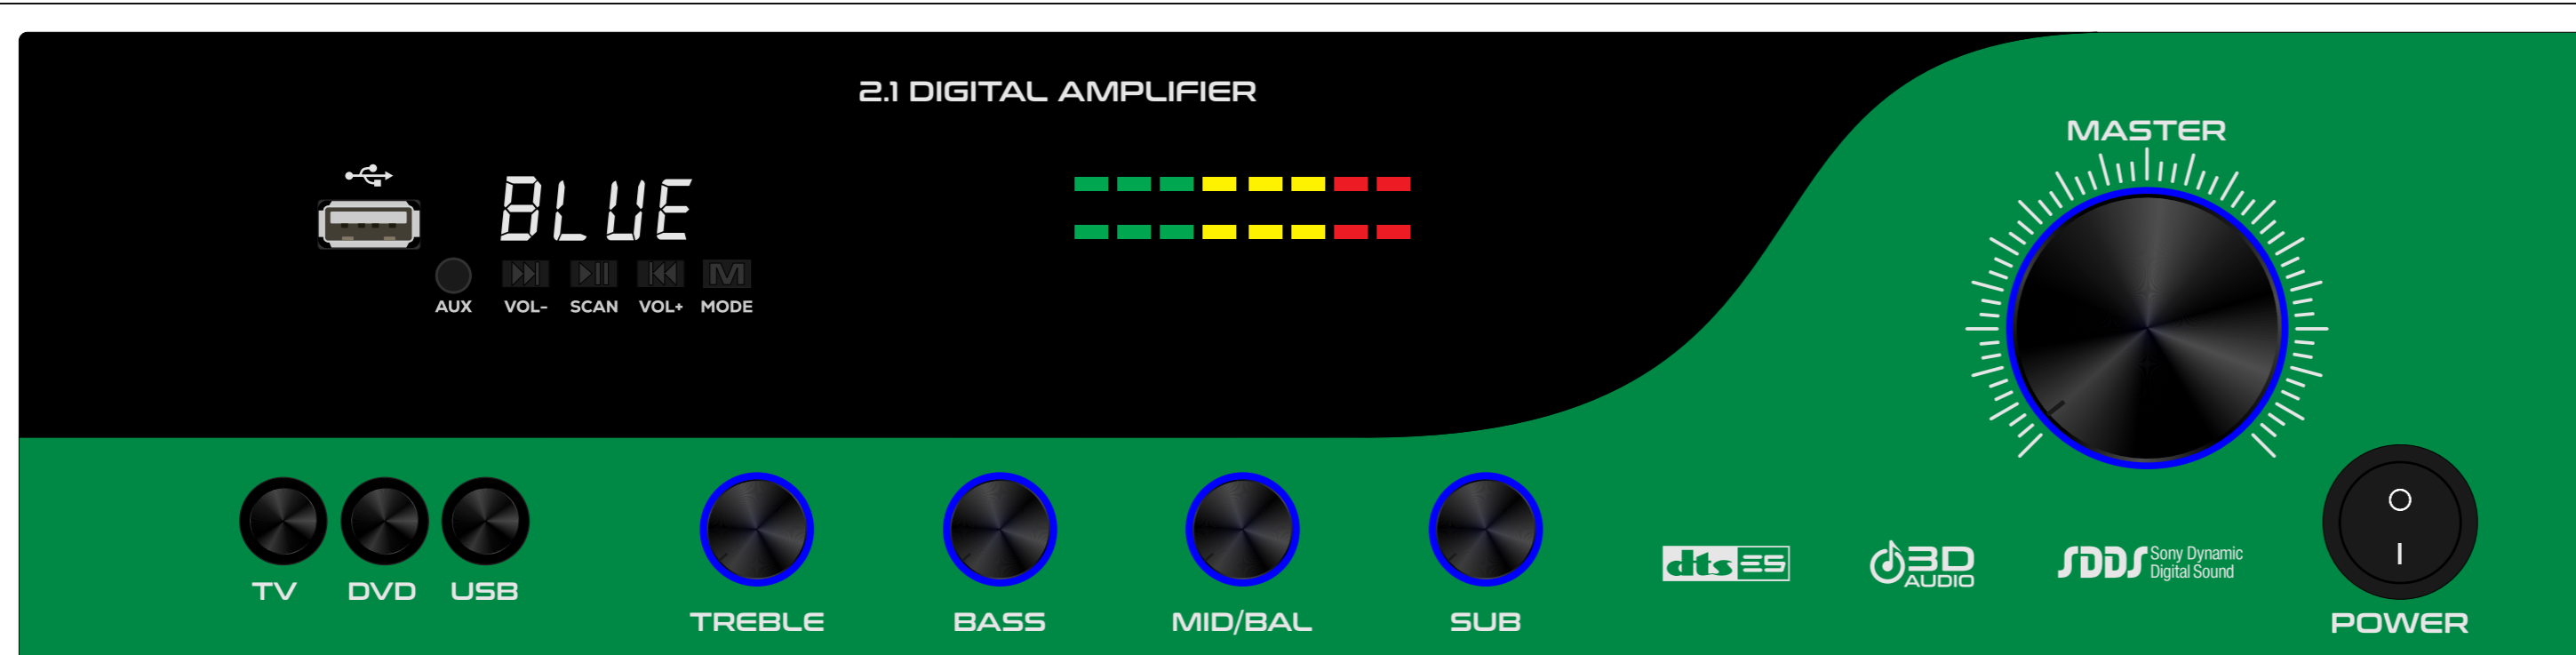 2.1 DIGITAL AMPLIFIER
MASTER
BLUE
M
AUX VOL- SCAN VOL+ MODE
TV DVD USB
TREBLE BASS MID/BAL SUB
dts ES
3D AUDIO
SDDS Sony Dynamic
Digital Sound
POWER